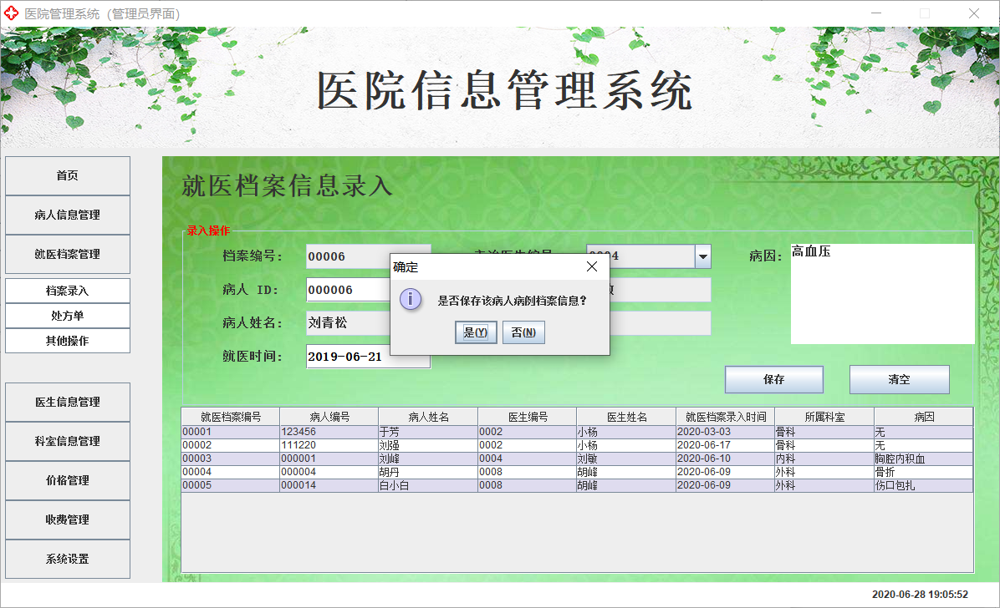 医院管理系统（管理员界面）
医院信息管理系统
首页
病人信息管理
就医档案管理
档案录入
处方单
其他操作
医生信息管理
科室信息管理
价格管理
收费管理
系统设置
就医档案信息录入
录入操作
档案编号： 00006
病因： 高血压
病人 ID： 000006
病人姓名： 刘青松
就医时间： 2019-06-21
确定
是否保存该病人病例档案信息?
是(Y) 否(N)
保存 清空
就医档案编号 病人编号 病人姓名 医生编号 医生姓名 就医档案录入时间 所属科室 病因
00001 123456 于芳 0002 小杨 2020-03-03 骨科 无
00002 111220 刘强 0002 小杨 2020-06-17 骨科 无
00003 000001 刘峰 0004 刘敏 2020-06-10 内科 胸腔内积血
00004 000004 胡丹 0008 胡峰 2020-06-09 外科 骨折
00005 000014 白小白 0008 胡峰 2020-06-09 外科 伤口包扎
2020-06-28 19:05:52